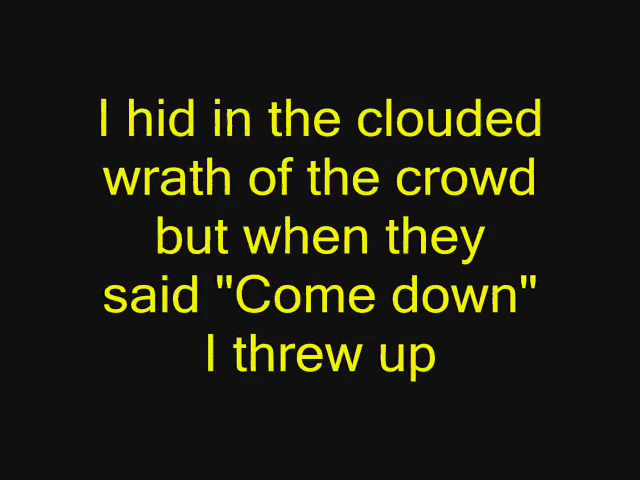 I hid in the clouded
wrath of the crowd
but when they
said "Come down"
I threw up